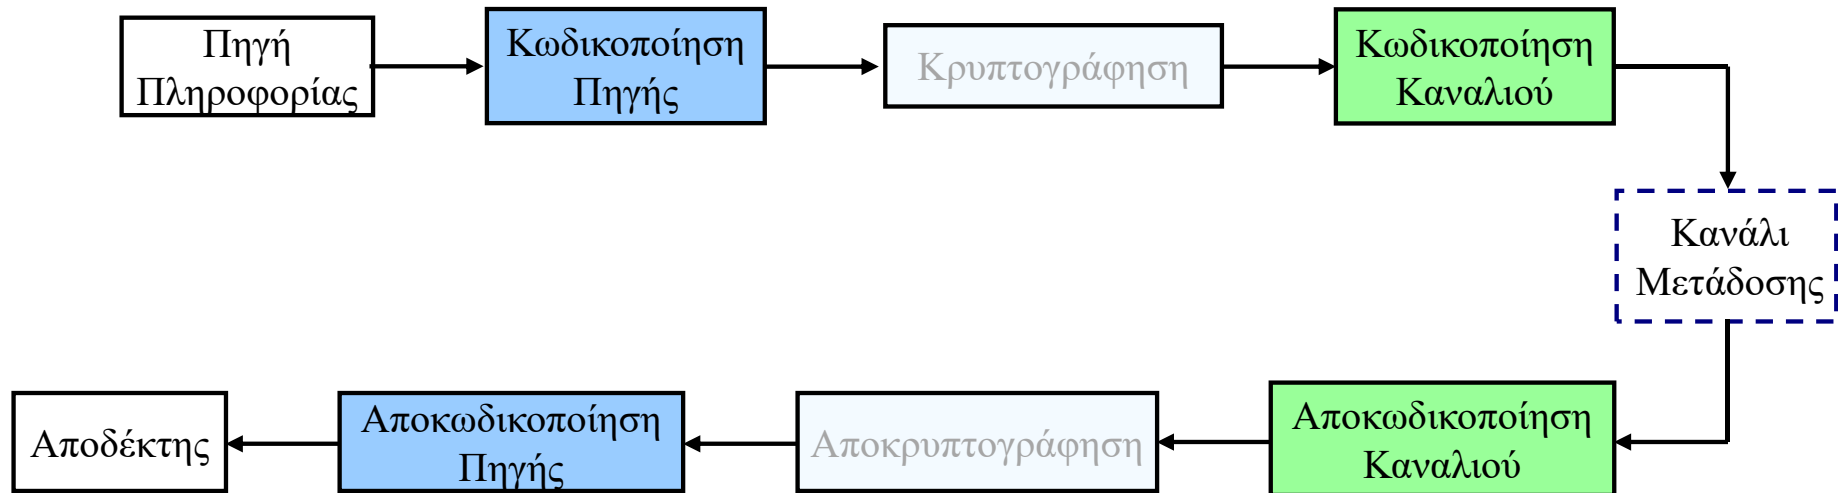 Πηγή
Πληροφορίας
Κωδικοποίηση
Πηγής
Κρυπτογράφηση
Κωδικοποίηση
Καναλιού
Κανάλι
Μετάδοσης
Αποδέκτης
Αποκωδικοποίηση
Πηγής
Αποκρυπτογράφηση
Αποκωδικοποίηση
Καναλιού